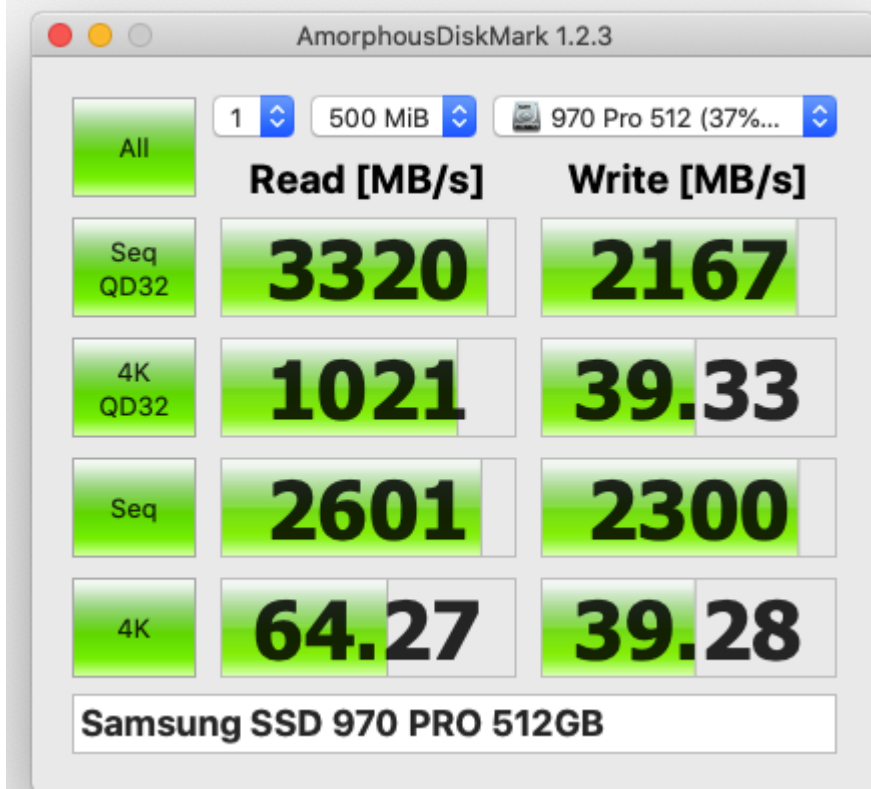 AmorphousDiskMark 1.2.3
All
1
500 MiB
970 Pro 512 (37%...
Read [MB/s]
Write [MB/s]
Seq
QD32
3320
2167
4K
QD32
1021
39.33
Seq
2601
2300
4K
64.27
39.28
Samsung SSD 970 PRO 512GB